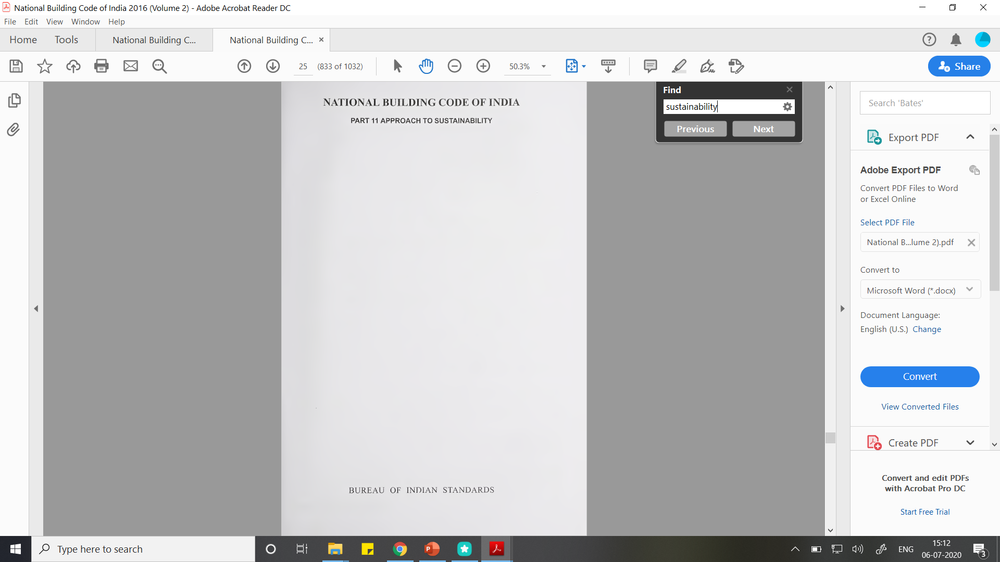 National Building Code of India 2016 (Volume 2) - Adobe Acrobat Reader DC
File Edit View Window Help
Home Tools National Building C... National Building C... ×
25 (833 of 1032) 50.3% Share
NATIONAL BUILDING CODE OF INDIA
PART 11 APPROACH TO SUSTAINABILITY
BUREAU OF INDIAN STANDARDS
Find
sustainability
Previous Next
Search 'Bates'
Export PDF
Adobe Export PDF
Convert PDF Files to Word
or Excel Online
Select PDF File
National B...lume 2).pdf
Convert to
Microsoft Word (*.docx)
Document Language:
English (U.S.) Change
Convert
View Converted Files
Create PDF
Convert and edit PDFs
with Acrobat Pro DC
Start Free Trial
Type here to search
ENG
15:12
06-07-2020
3